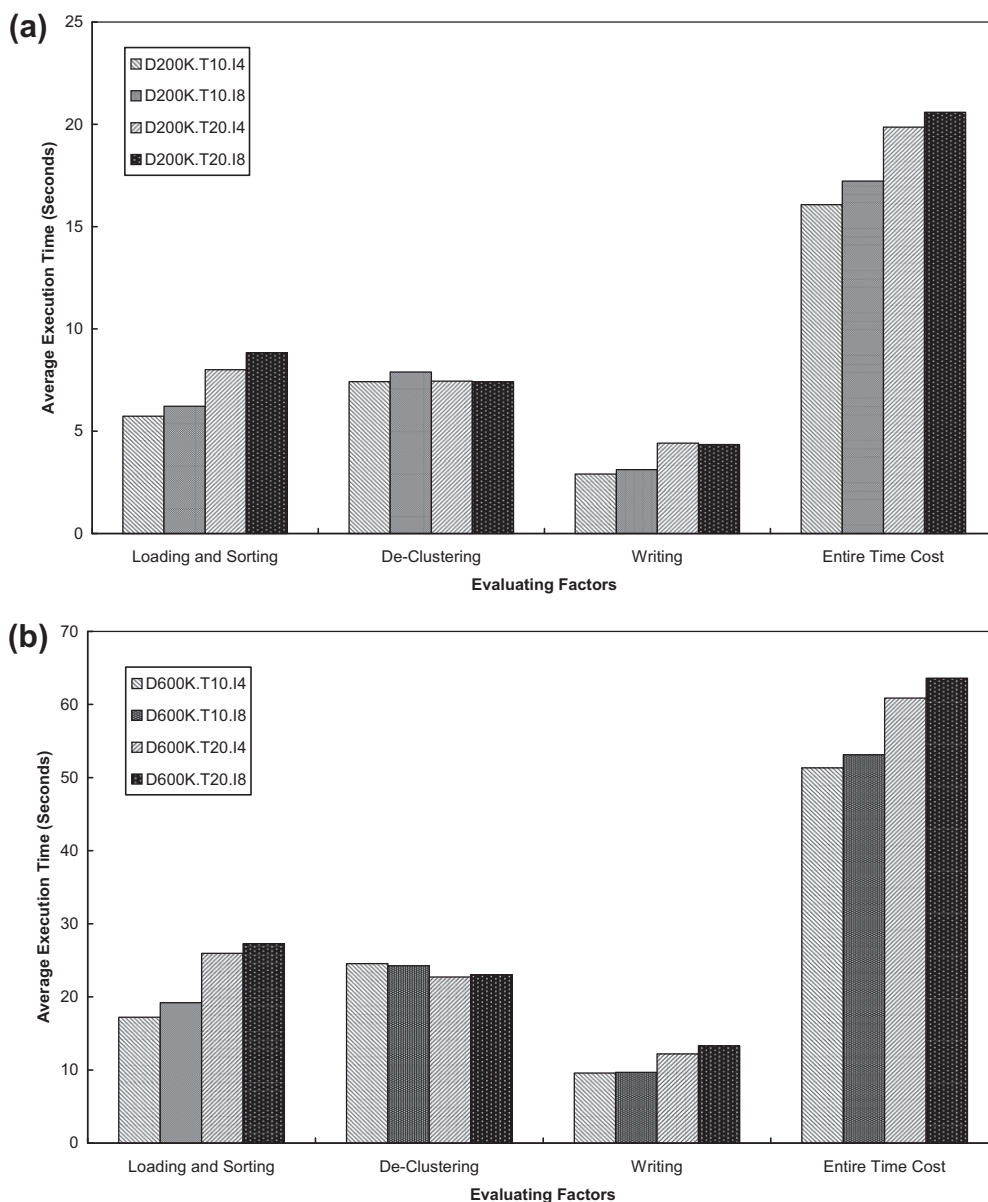 (a)
25
20
15
10
5
0
Average Execution Time (Seconds)
D200K.T10.I4
D200K.T10.I8
D200K.T20.I4
D200K.T20.I8
Loading and Sorting
De-Clustering
Writing
Entire Time Cost
Evaluating Factors
(b)
70
60
50
40
30
20
10
0
Average Execution Time (Seconds)
D600K.T10.I4
D600K.T10.I8
D600K.T20.I4
D600K.T20.I8
Loading and Sorting
De-Clustering
Writing
Entire Time Cost
Evaluating Factors